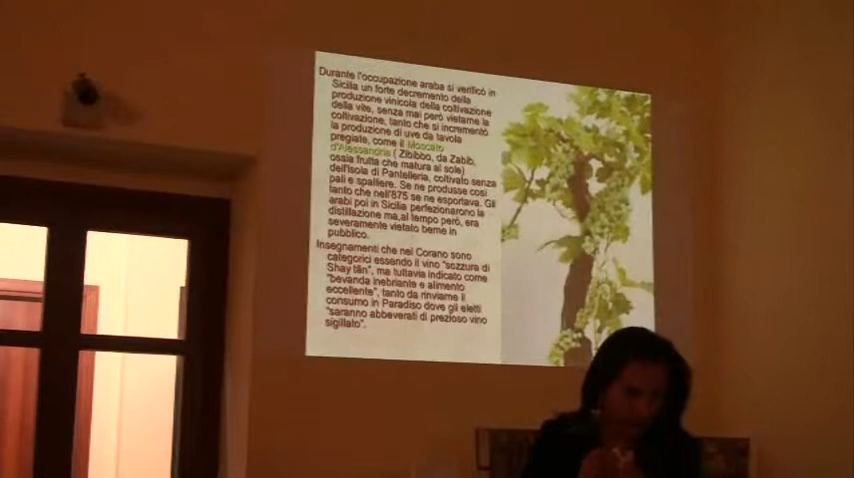 Durante l'occupazione araba si verificò in
Sicilia un forte decremento della
produzione vinicola della coltivazione
della vite, senza mai però vietarne la
coltivazione, tanto che si incrementò
la produzione di uve da tavola
pregiate, come il Moscato
d'Alessandria ( Zibibbo, da Zabib,
ossia frutta che matura al sole)
dell'Isola di Pantelleria, coltivato senza
pali e spalliere. Se ne produsse così
tanto che nell'875 se ne esportava. Gli
arabi poi in Sicilia perfezionarono la
distillazione ma,al tempo però, era
severamente vietato berne in
pubblico.
Insegnamenti che nel Corano sono
categorici essendo il vino "sozzura di
Shayṭān", ma tuttavia indicato come
"bevanda inebriante e alimento
eccellente", tanto da rinviarne il
consumo in Paradiso dove gli eletti
"saranno abbeverati di prezioso vino
sigillato".